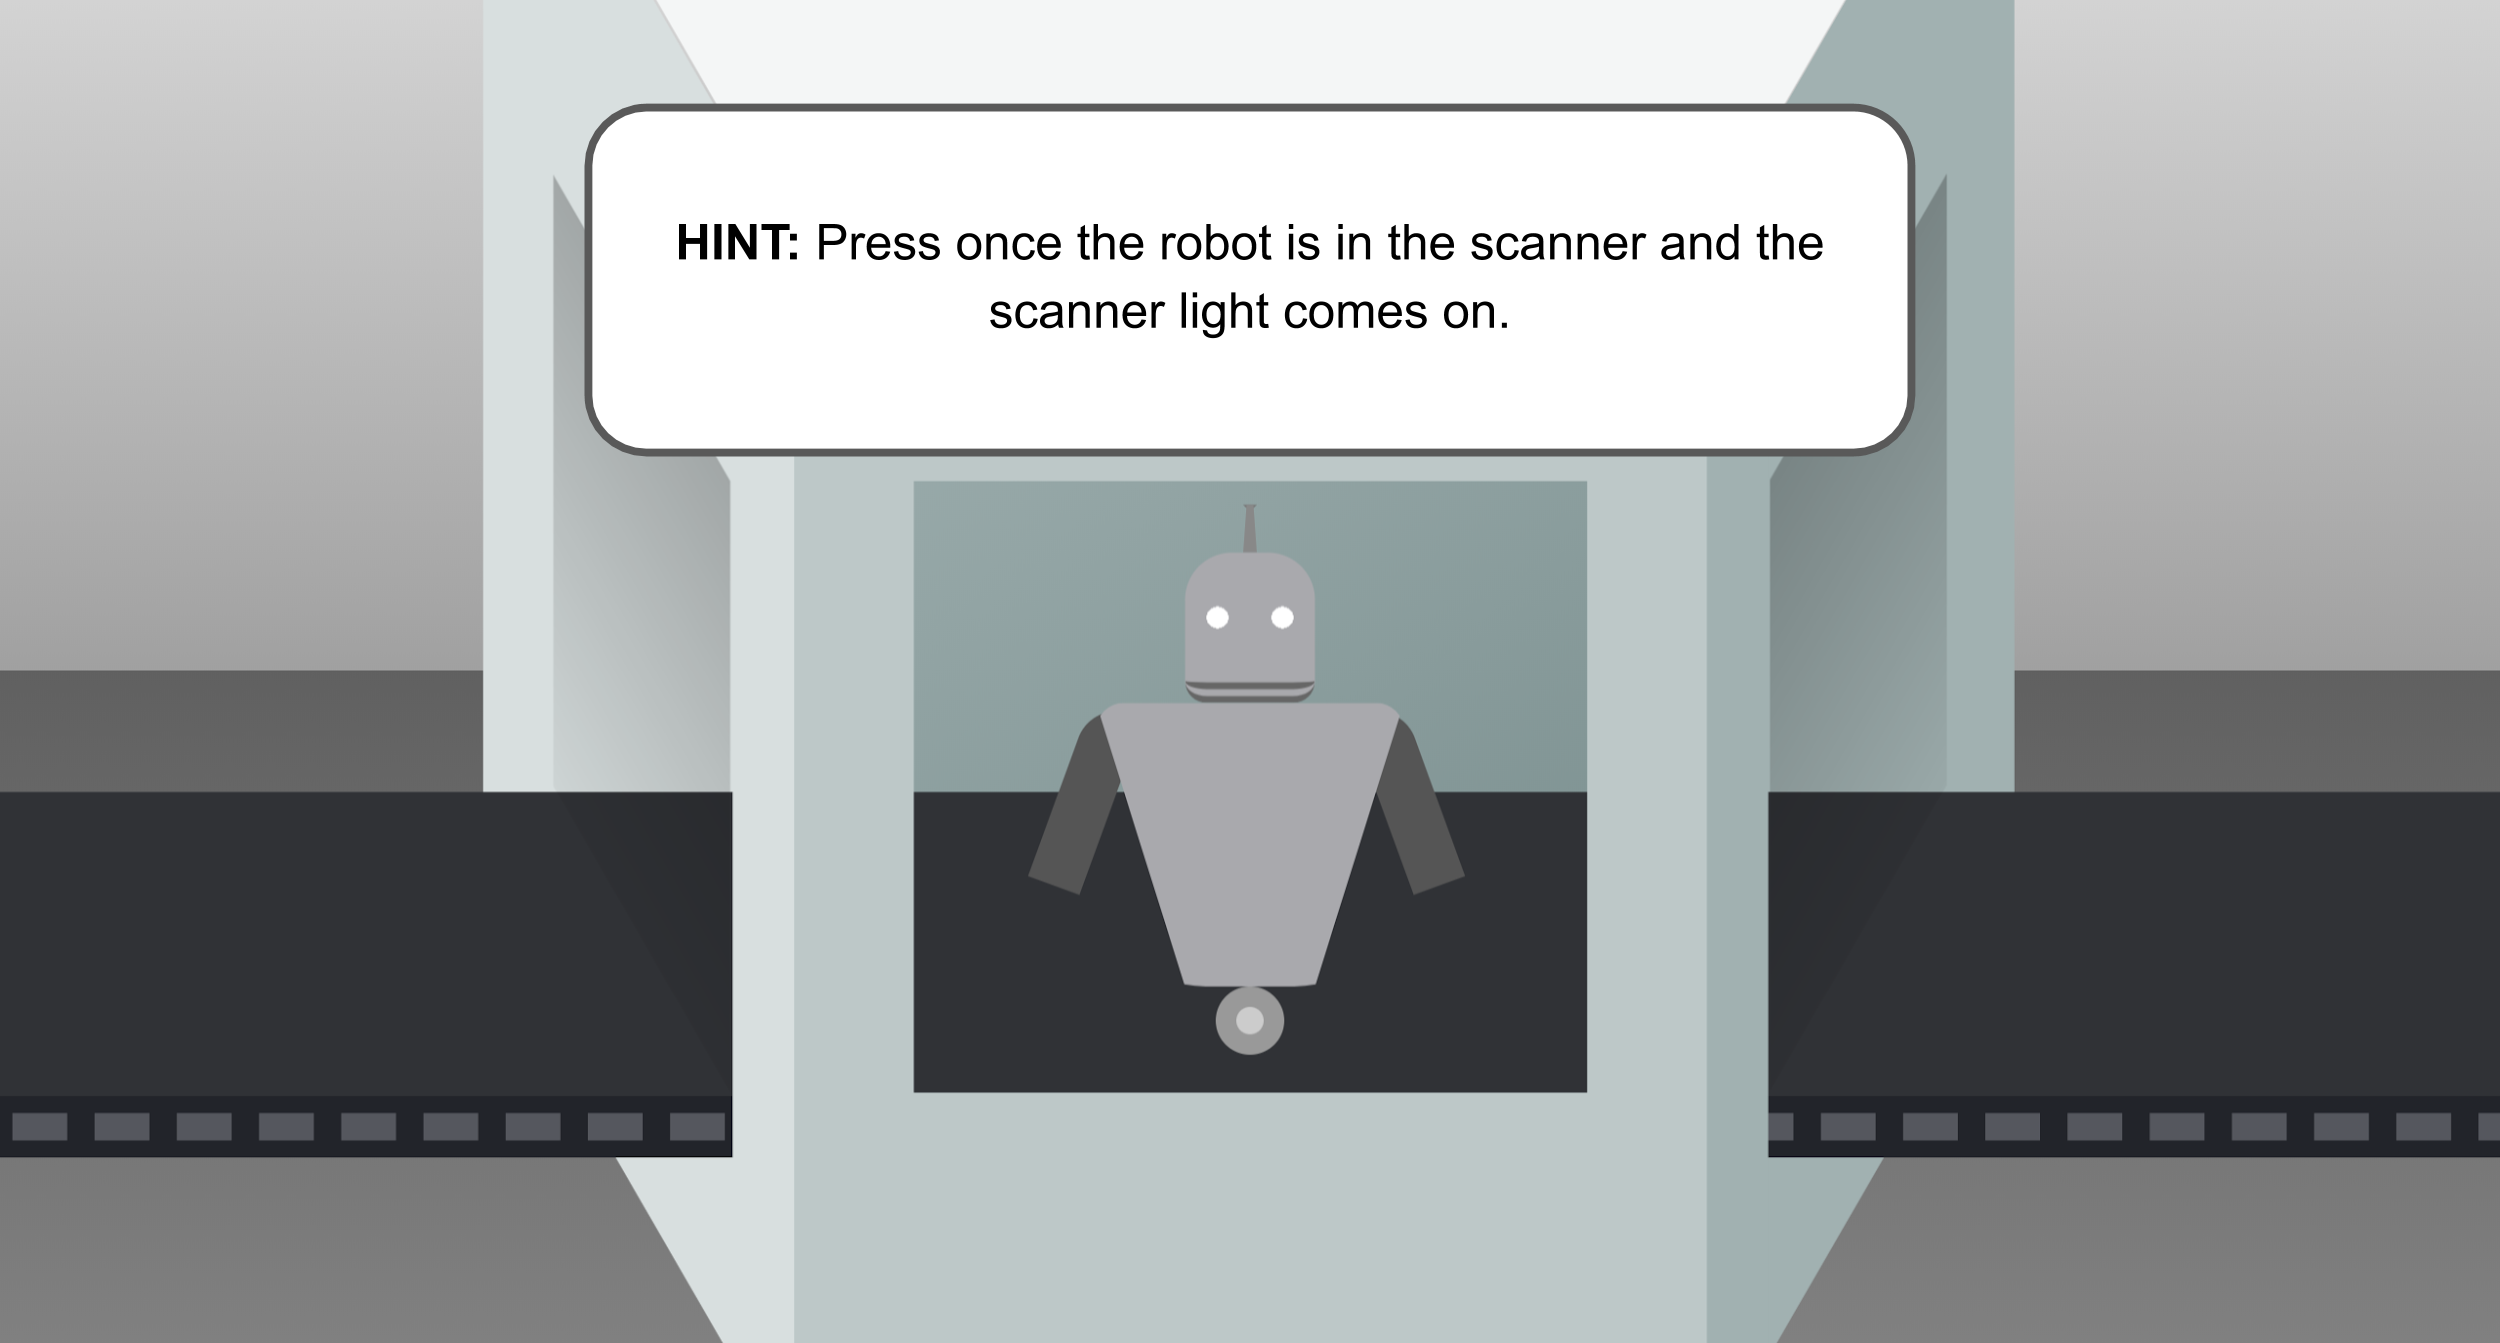 HINT: Press once the robot is in the scanner and the
scanner light comes on.